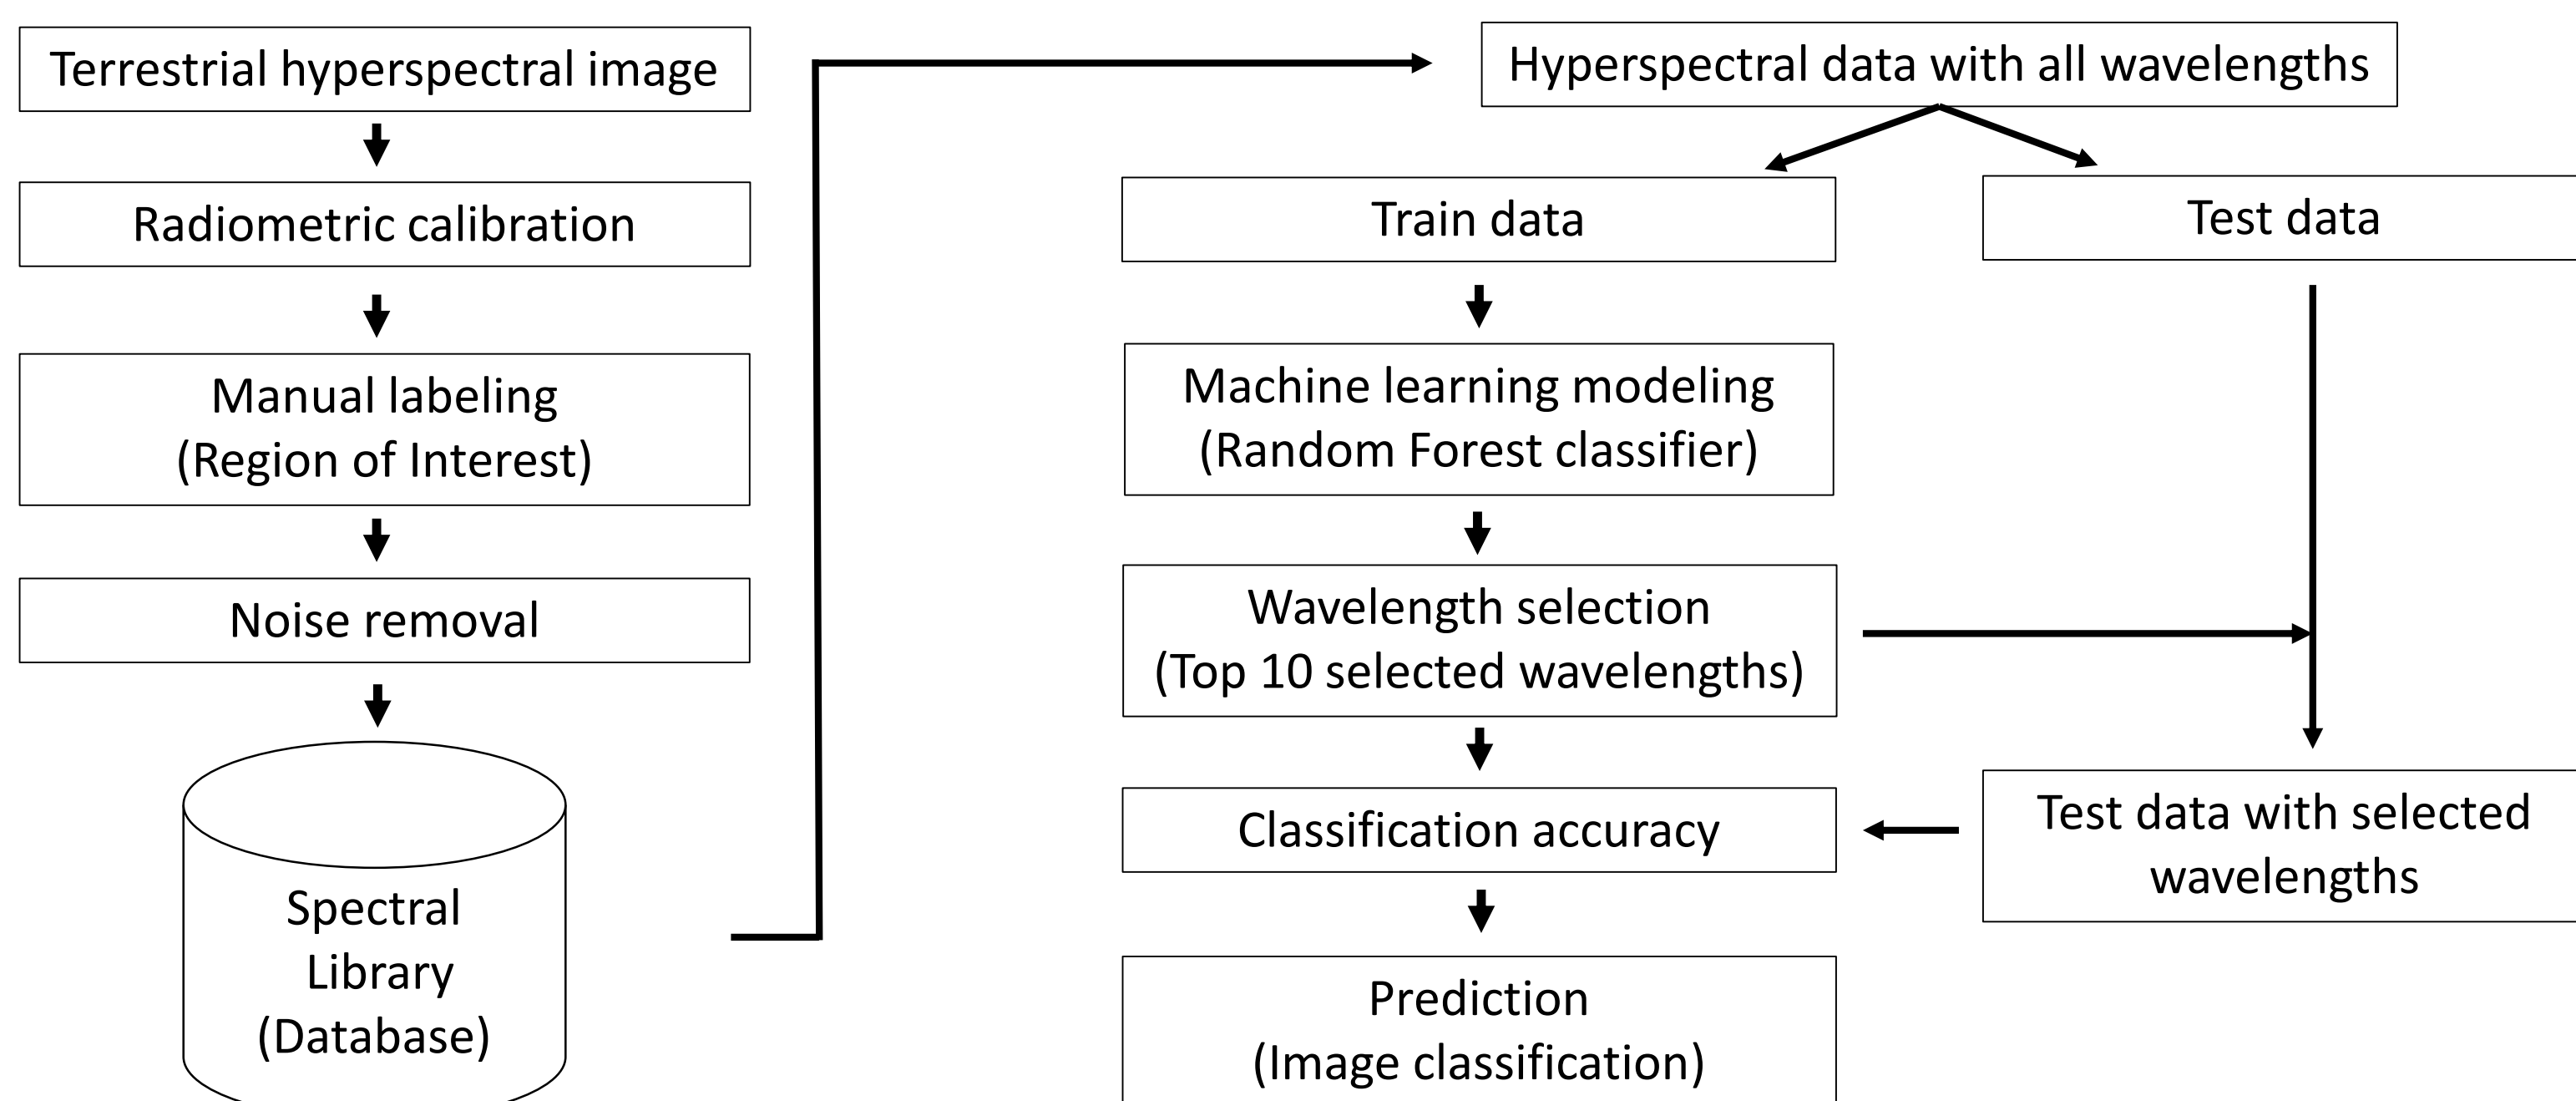 Terrestrial hyperspectral image
Radiometric calibration
Manual labeling
(Region of Interest)
Noise removal
Spectral
Library
(Database)
Hyperspectral data with all wavelengths
Train data
Test data
Machine learning modeling
(Random Forest classifier)
Wavelength selection
(Top 10 selected wavelengths)
Classification accuracy
Test data with selected
wavelengths
Prediction
(Image classification)